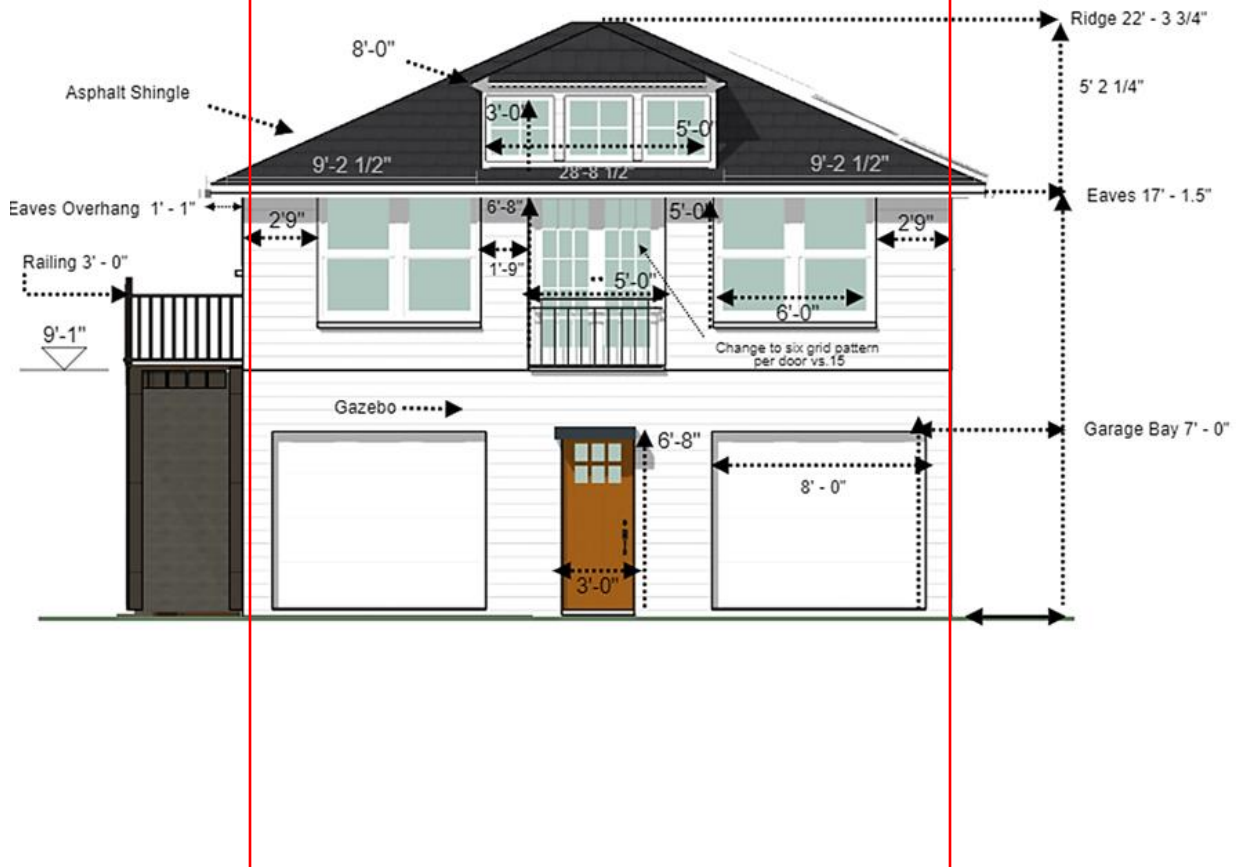 Ridge 22' - 3 3/4"
8'-0"
5' 2 1/4"
Asphalt Shingle
3'-0"
5'-0'
9'-2 1/2"
28'-8 1/2"
9'-2 1/2"
Eaves 17' - 1.5"
Eaves Overhang 1' - 1"
6'-8"
5'-0"
2'9"
2'9"
Railing 3' - 0"
1'-9"
5'-0"
6'-0"
9'-1"
Change to six grid pattern
per door vs.15
Gazebo
6'-8"
Garage Bay 7' - 0"
8' - 0"
3'-0"